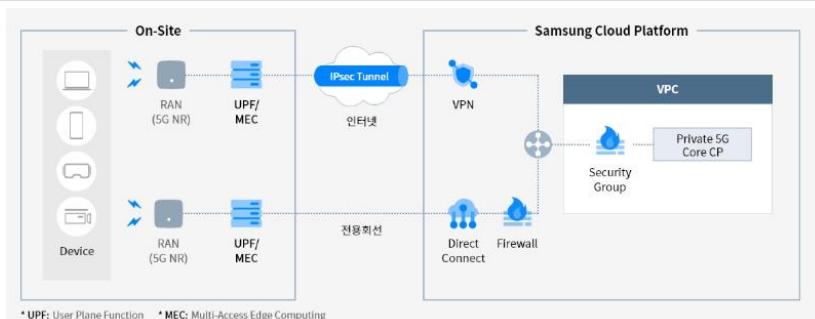 On-Site
Samsung Cloud Platform
IPsec Tunnel
VPC
RAN
(5G NR)
UPF/
MEC
인터넷
VPN
Private 5G
Core CP
Security
Group
전용회선
Device
RAN
(5G NR)
UPF/
MEC
Direct
Connect
Firewall
* UPF: User Plane Function * MEC: Multi-Access Edge Computing